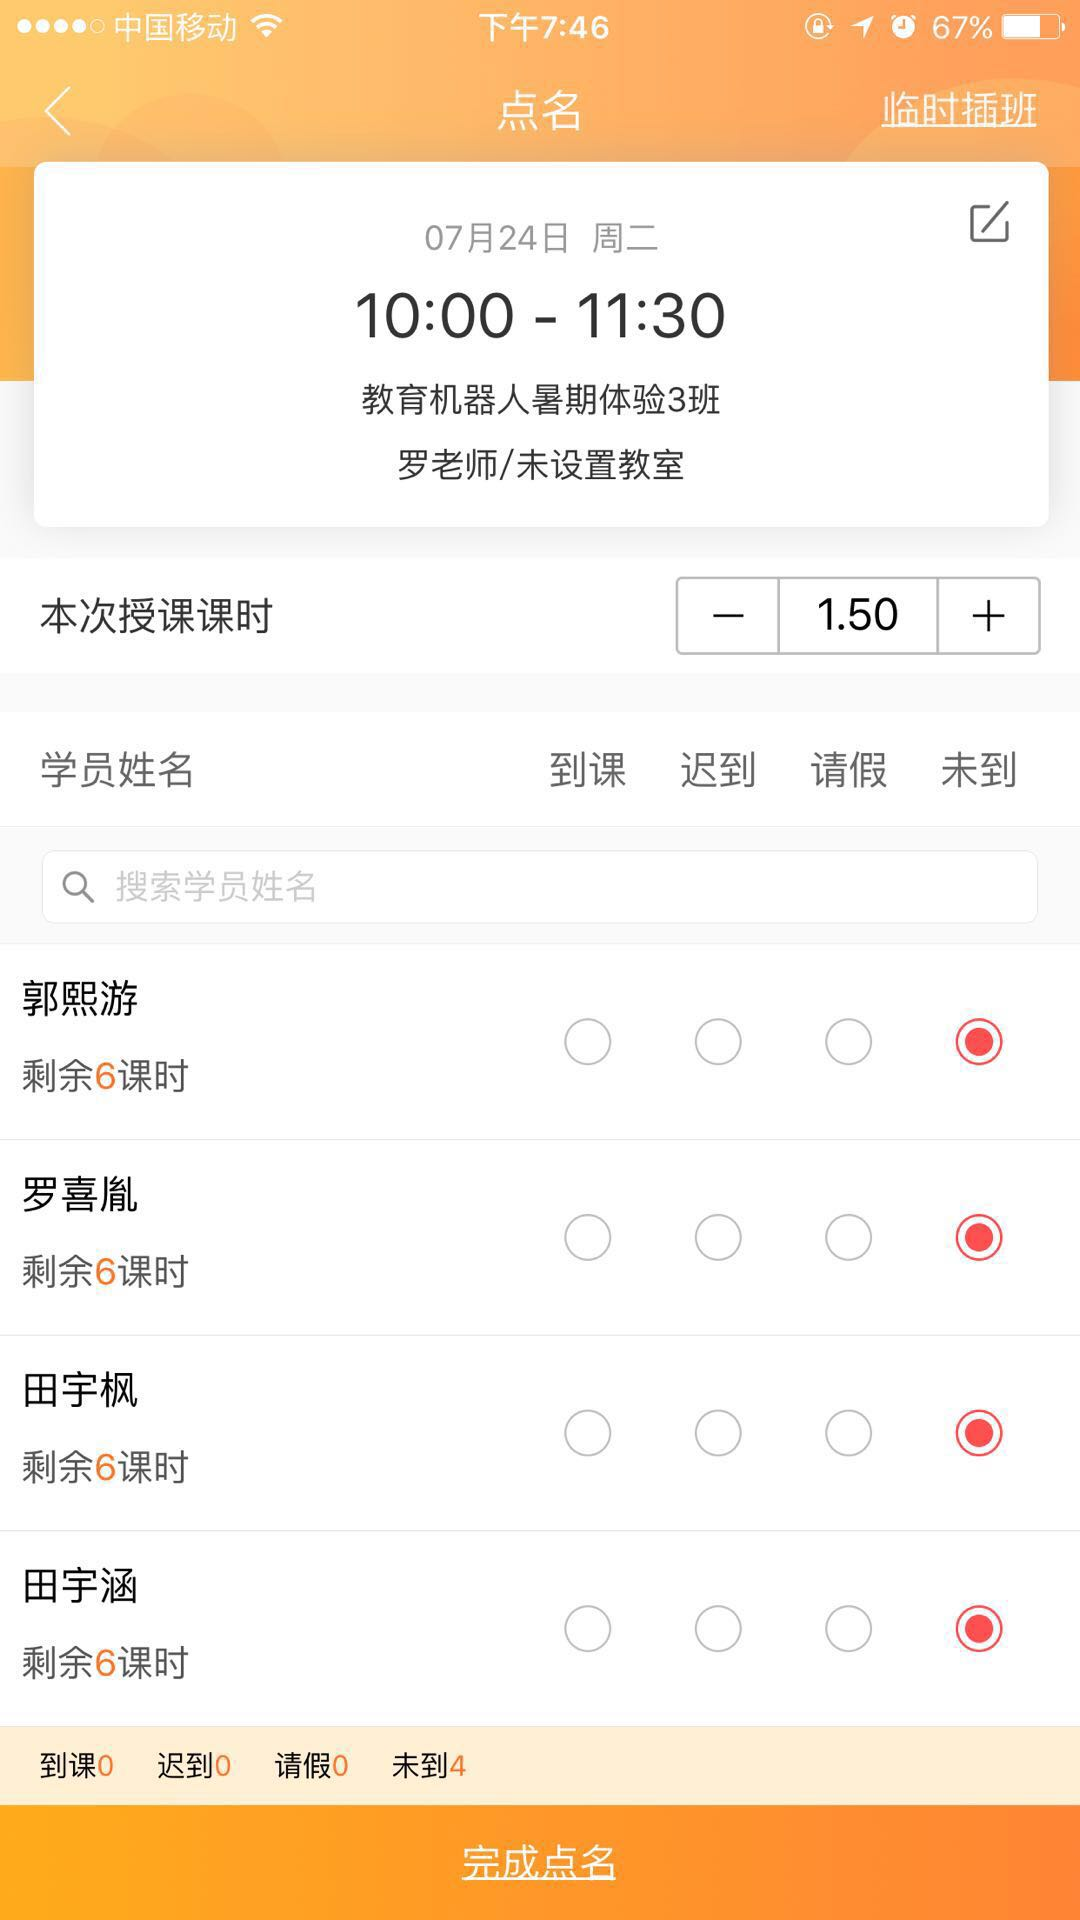 中国移动 下午7:46 67%
点名 临时插班
07月24日 周二
10:00 - 11:30
教育机器人暑期体验3班
罗老师/未设置教室
本次授课课时 — 1.50 +
学员姓名 到课 迟到 请假 未到
搜索学员姓名
郭熙游
剩余6课时
罗喜胤
剩余6课时
田宇枫
剩余6课时
田宇涵
剩余6课时
到课0 迟到0 请假0 未到4
完成点名